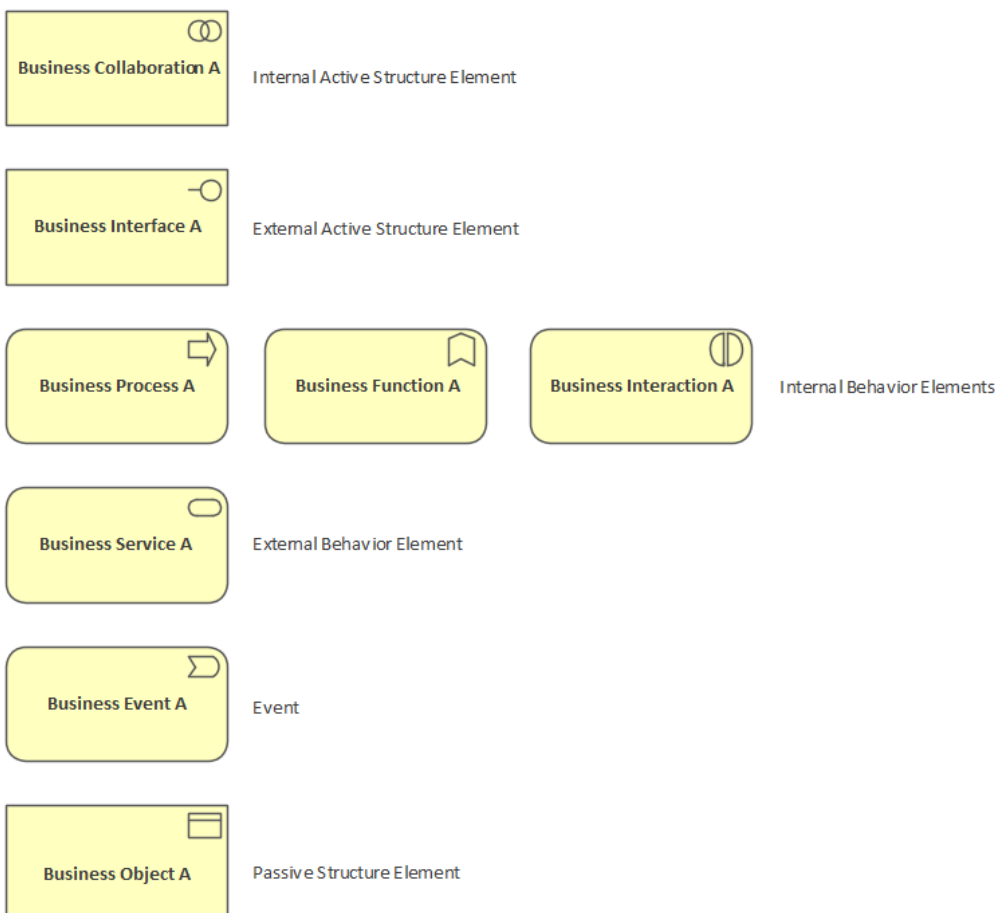 Business Collaboration A
Internal Active Structure Element
Business Interface A
External Active Structure Element
Business Process A
Business Function A
Business Interaction A
Internal Behavior Elements
Business Service A
External Behavior Element
Business Event A
Event
Business Object A
Passive Structure Element